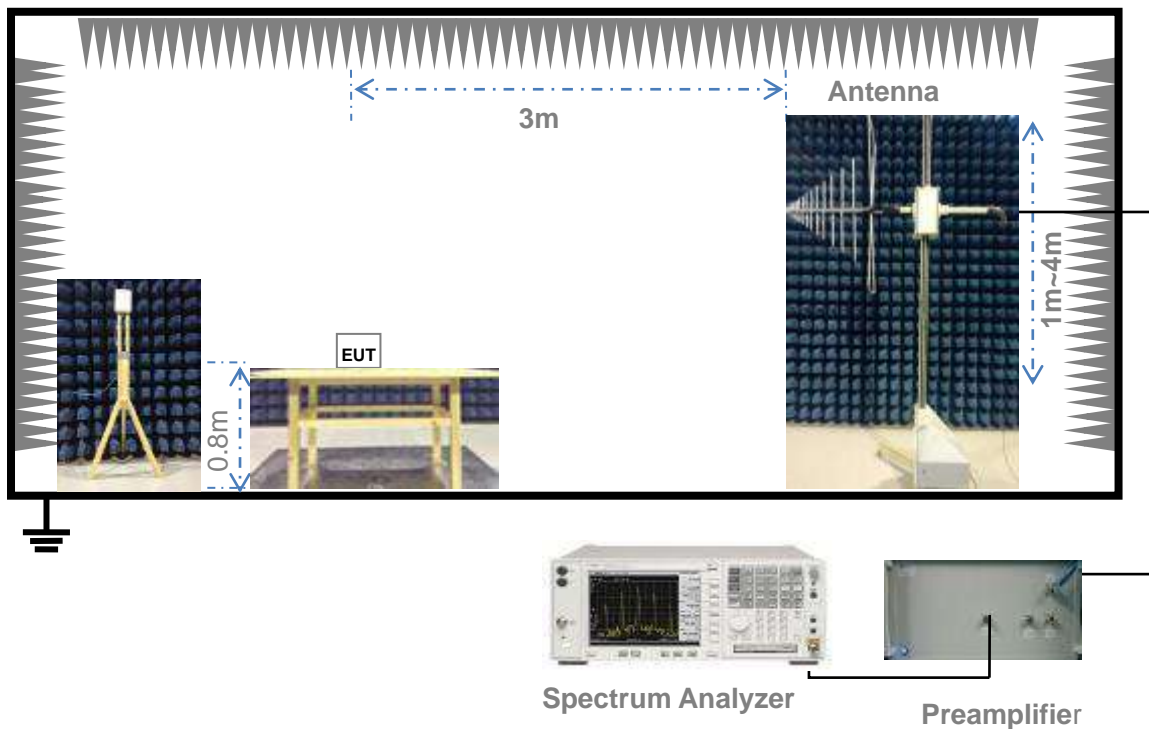 3m
Antenna
1m~4m
EUT
0.8m
Spectrum Analyzer
Preamplifier